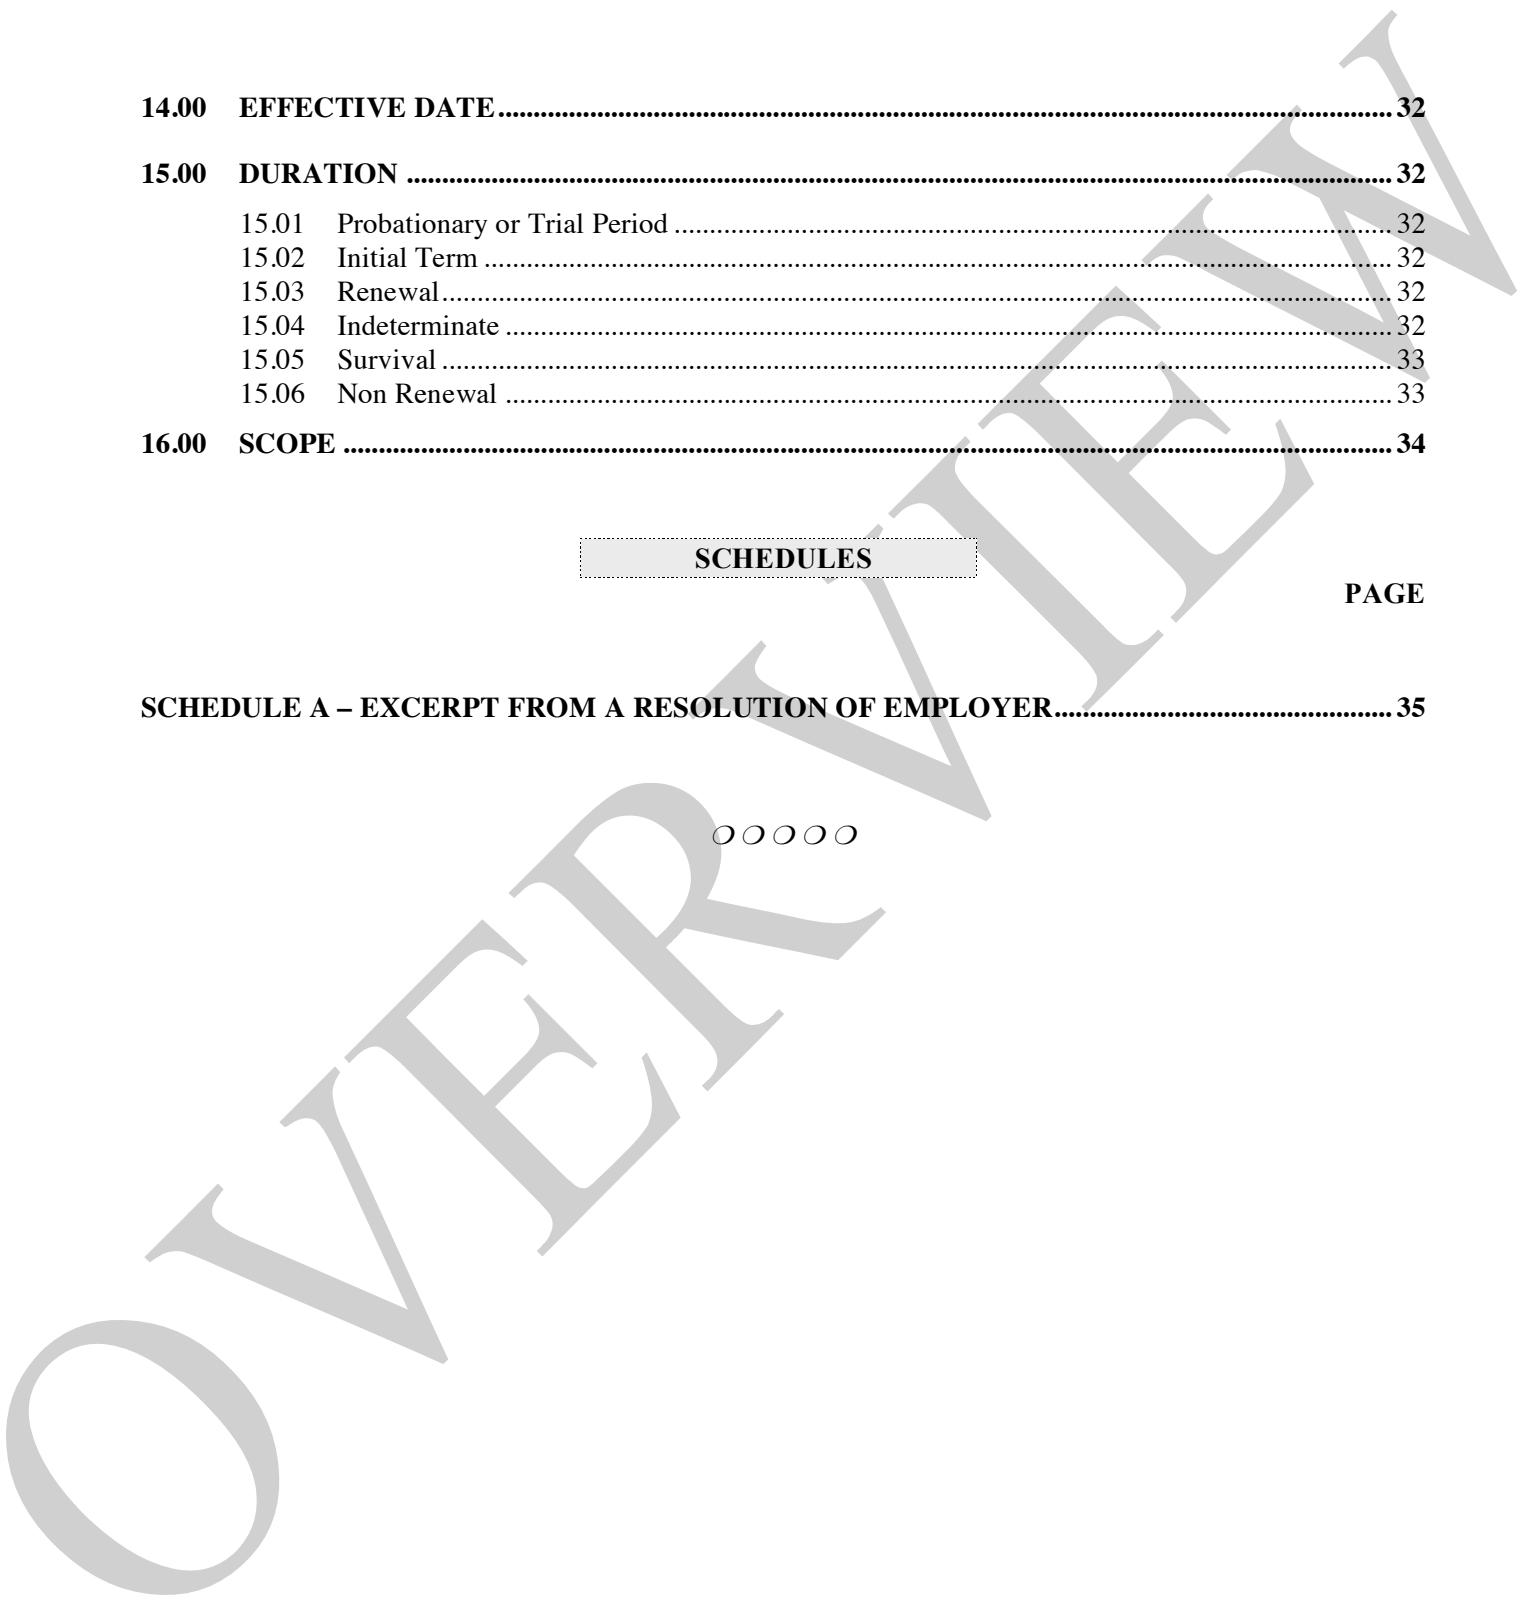 14.00 EFFECTIVE DATE 32
15.00 DURATION 32
15.01 Probationary or Trial Period 32
15.02 Initial Term 32
15.03 Renewal 32
15.04 Indeterminate 32
15.05 Survival 33
15.06 Non Renewal 33
16.00 SCOPE 34
SCHEDULES
PAGE
SCHEDULE A – EXCERPT FROM A RESOLUTION OF EMPLOYER 35
OVERVIEW